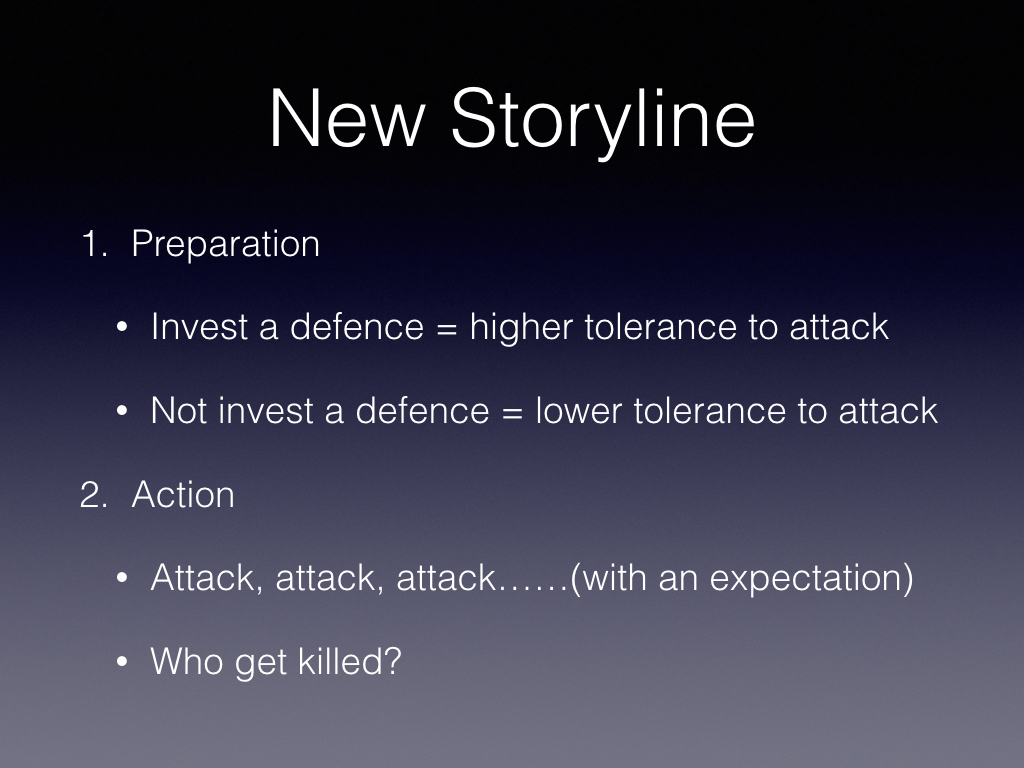 New Storyline
1. Preparation
• Invest a defence = higher tolerance to attack
• Not invest a defence = lower tolerance to attack
2. Action
• Attack, attack, attack……(with an expectation)
• Who get killed?